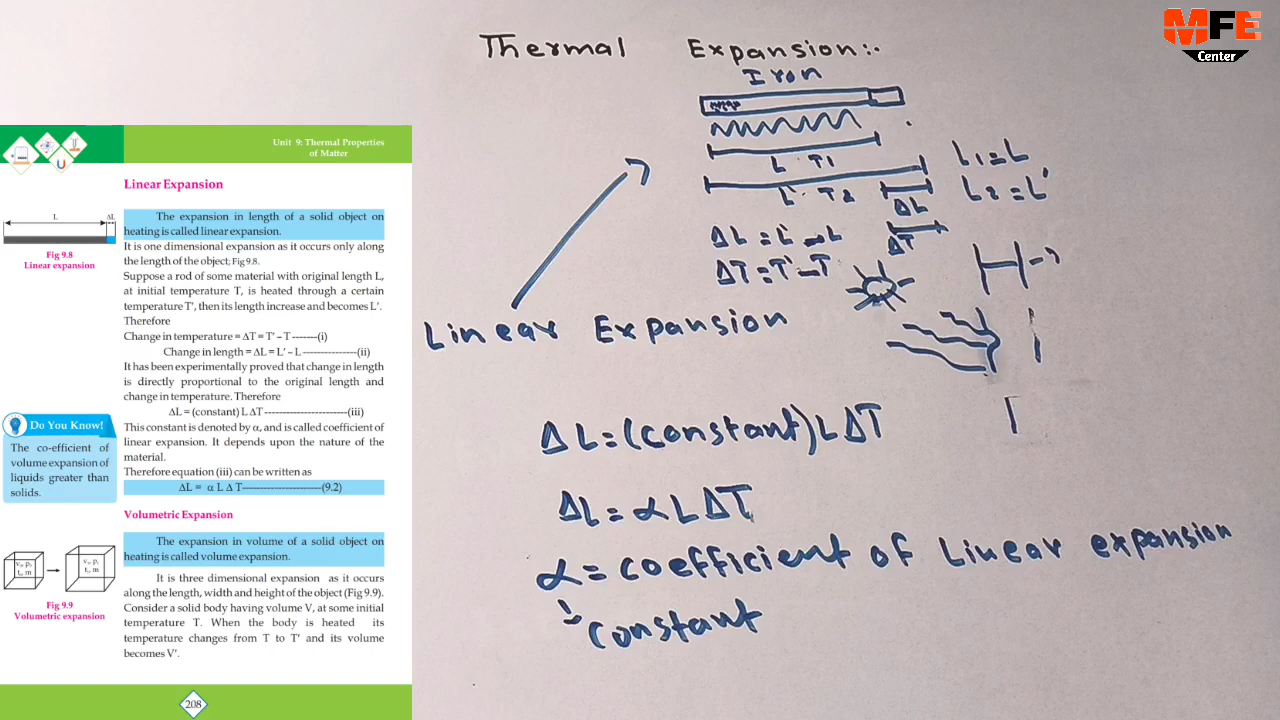 MFE
Center
Unit 9: Thermal Properties
of Matter
Linear Expansion
L
ΔL
Fig 9.8
Linear expansion
The expansion in length of a solid object on
heating is called linear expansion.
It is one dimensional expansion as it occurs only along
the length of the object; Fig 9.8.
Suppose a rod of some material with original length L,
at initial temperature T, is heated through a certain
temperature T', then its length increase and becomes L'.
Therefore
Change in temperature = ΔT = T' – T -------(i)
Change in length = ΔL = L' – L --------------(ii)
It has been experimentally proved that change in length
is directly proportional to the original length and
change in temperature. Therefore
ΔL = (constant) L ΔT -----------------------(iii)
This constant is denoted by α, and is called coefficient of
linear expansion. It depends upon the nature of the
material.
Therefore equation (iii) can be written as
ΔL = α L Δ T---------------------(9.2)
Do You Know!
The co-efficient of
volume expansion of
liquids greater than
solids.
Volumetric Expansion
The expansion in volume of a solid object on
heating is called volume expansion.
Fig 9.9
Volumetric expansion
It is three dimensional expansion as it occurs
along the length, width and height of the object (Fig 9.9).
Consider a solid body having volume V, at some initial
temperature T. When the body is heated its
temperature changes from T to T' and its volume
becomes V'.
208
Thermal Expansion:.
Iron
L T1
L' T2
ΔL
ΔT
L1=L
L2=L'
ΔL = L' - L
ΔT = T' - T
Linear Expansion
ΔL=(constant)LΔT
ΔL=αLΔT
α=coefficient of Linear expansion
constant